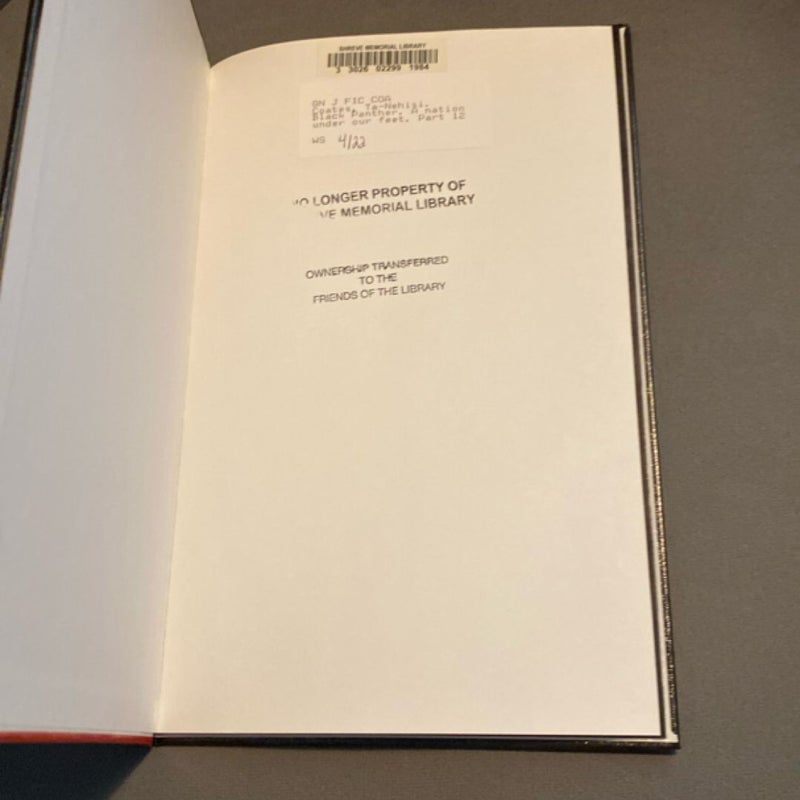 SHREVE MEMORIAL LIBRARY
3 3026 02299 1984
GN J FIC COA
Coates, Ta-Nehisi.
Black Panther. A nation
under our feet. Part 12
WS 4/22
LONGER PROPERTY OF
VE MEMORIAL LIBRARY
OWNERSHIP TRANSFERRED
TO THE
FRIENDS OF THE LIBRARY